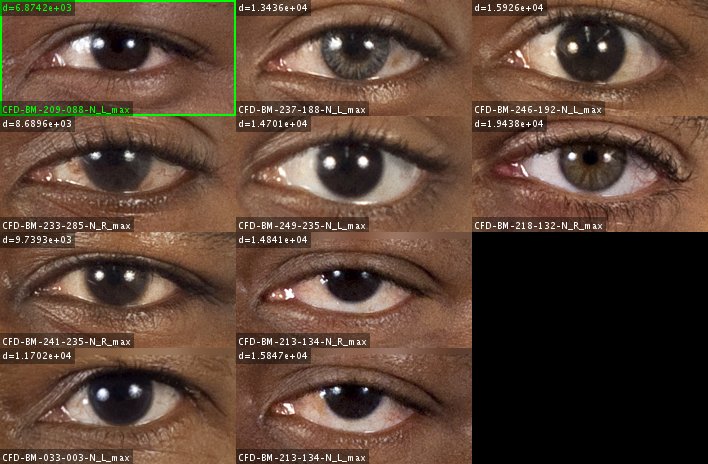 d=6.8742e+03
CFD-BM-209-088-N_L_max
d=8.6896e+03
CFD-BM-233-285-N_R_max
d=9.7393e+03
CFD-BM-241-235-N_R_max
d=1.1702e+04
CFD-BM-033-003-N_L_max
d=1.3436e+04
CFD-BM-237-188-N_L_max
d=1.4701e+04
CFD-BM-249-235-N_L_max
d=1.4841e+04
CFD-BM-213-134-N_R_max
d=1.5847e+04
CFD-BM-213-134-N_L_max
d=1.5926e+04
CFD-BM-246-192-N_L_max
d=1.9438e+04
CFD-BM-218-132-N_R_max